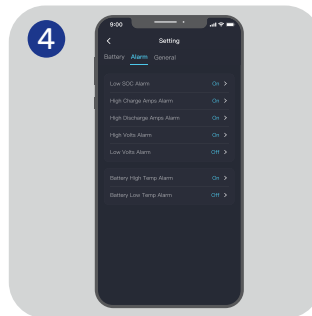 4
9:00
Setting
Battery Alarm General
Low SOC Alarm On
High Charge Amps Alarm On
High Discharge Amps Alarm On
High Volts Alarm On
Low Volts Alarm Off
Battery High Temp Alarm On
Battery Low Temp Alarm Off